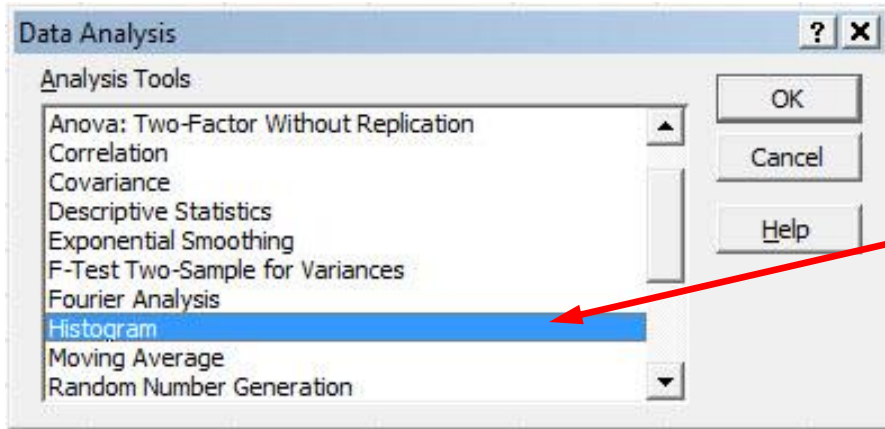 Data Analysis
?
Analysis Tools
Anova: Two-Factor Without Replication
Correlation
Covariance
Descriptive Statistics
Exponential Smoothing
F-Test Two-Sample for Variances
Fourier Analysis
Histogram
Moving Average
Random Number Generation
OK
Cancel
Help